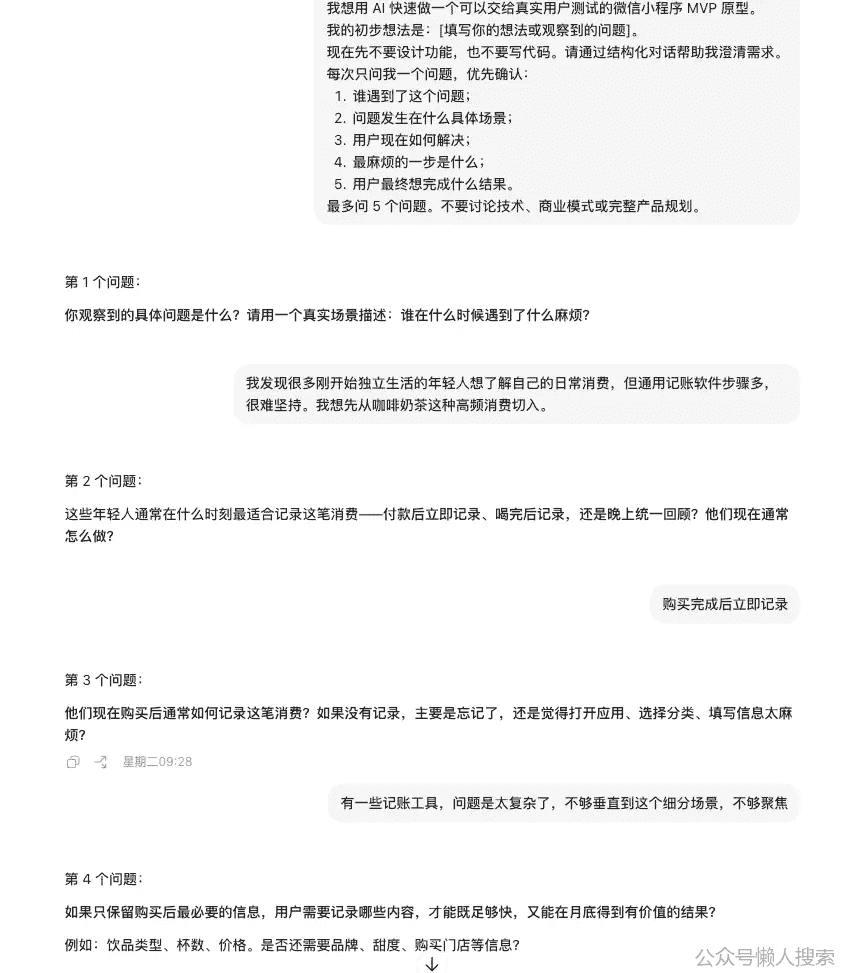 我想用 AI 快速做一个可以交给真实用户测试的微信小程序 MVP 原型。
我的初步想法是：[填写你的想法或观察到的问题]。
现在先不要设计功能，也不要写代码。请通过结构化对话帮助我澄清需求。
每次只问我一个问题，优先确认：
1. 谁遇到了这个问题；
2. 问题发生在什么具体场景；
3. 用户现在如何解决；
4. 最麻烦的一步是什么；
5. 用户最终想完成什么结果。
最多问 5 个问题。不要讨论技术、商业模式或完整产品规划。
第 1 个问题：
你观察到的具体问题是什么？请用一个真实场景描述：谁在什么时候遇到了什么麻烦？
我发现很多刚开始独立生活的年轻人想了解自己的日常消费，但通用记账软件步骤多，
很难坚持。我想先从咖啡奶茶这种高频消费切入。
第 2 个问题：
这些年轻人通常在什么时刻最适合记录这笔消费——付款后立即记录、喝完后记录，还是晚上统一回顾？他们现在通常
怎么做？
购买完成后立即记录
第 3 个问题：
他们现在购买后通常如何记录这笔消费？如果没有记录，主要是忘记了，还是觉得打开应用、选择分类、填写信息太麻
烦？
星期二09:28
有一些记账工具，问题是太复杂了，不够垂直到这个细分场景，不够聚焦
第 4 个问题：
如果只保留购买后最必要的信息，用户需要记录哪些内容，才能既足够快，又能在月底得到有价值的结果？
例如：饮品类型、杯数、价格。是否还需要品牌、甜度、购买门店等信息？
公众号懒人搜索